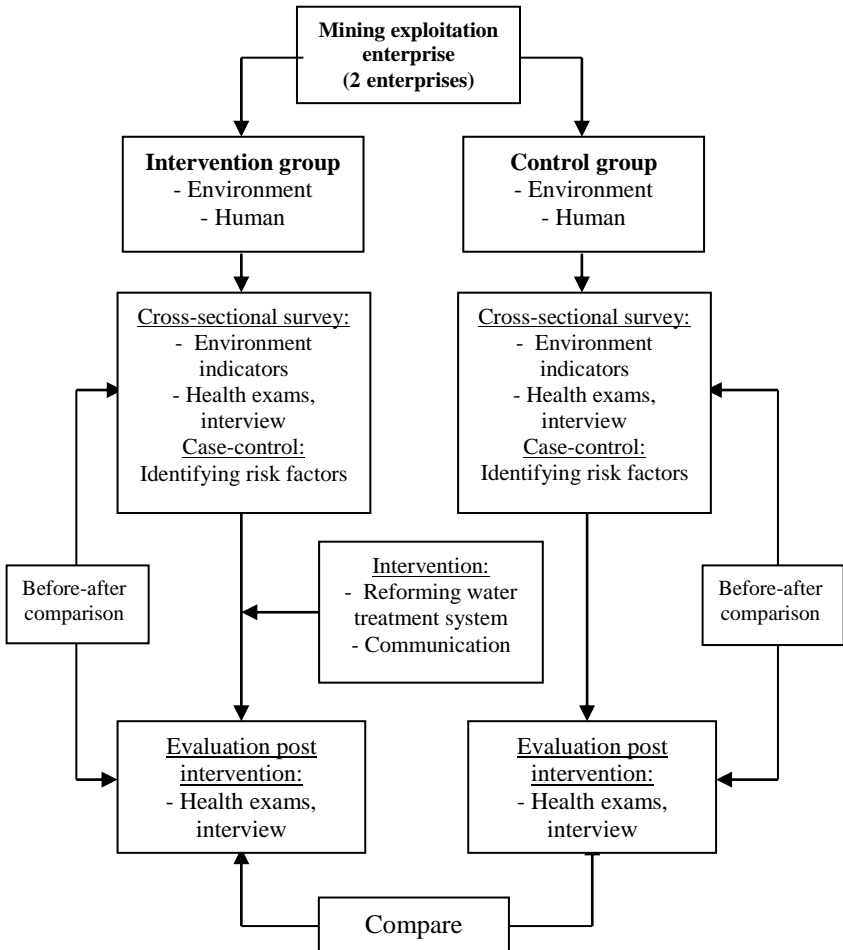 Mining exploitation
enterprise
(2 enterprises)
Intervention group
- Environment
- Human
Control group
- Environment
- Human
Cross-sectional survey:
- Environment
indicators
- Health exams,
interview
Case-control:
Identifying risk factors
Cross-sectional survey:
- Environment
indicators
- Health exams,
interview
Case-control:
Identifying risk factors
Before-after
comparison
Intervention:
- Reforming water
treatment system
- Communication
Before-after
comparison
Evaluation post
intervention:
- Health exams,
interview
Evaluation post
intervention:
- Health exams,
interview
Compare